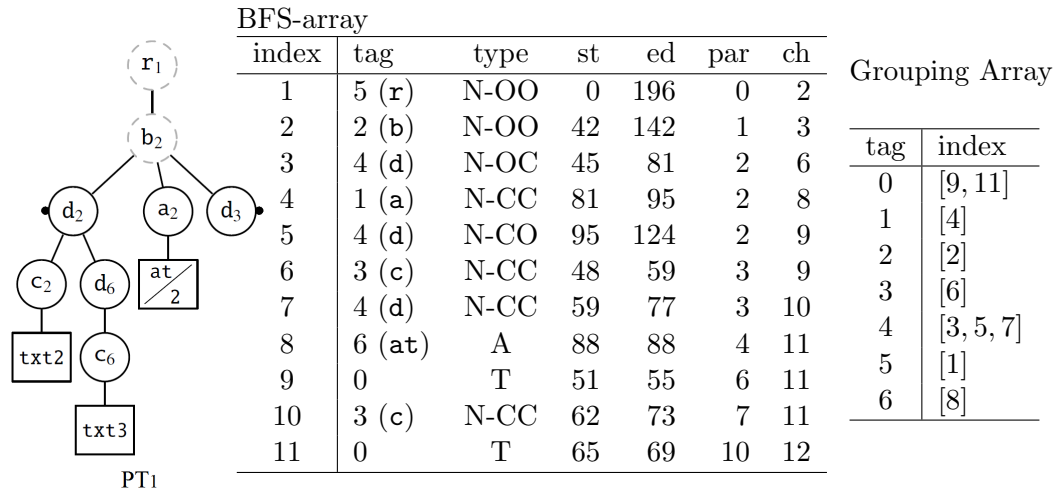 r1
b2
d2
a2
d3
c2
d6
at
2
txt2
c6
txt3
PT1
BFS-array
index tag type st ed par ch
1 5 (r) N-OO 0 196 0 2
2 2 (b) N-OO 42 142 1 3
3 4 (d) N-OC 45 81 2 6
4 1 (a) N-CC 81 95 2 8
5 4 (d) N-CO 95 124 2 9
6 3 (c) N-CC 48 59 3 9
7 4 (d) N-CC 59 77 3 10
8 6 (at) A 88 88 4 11
9 0 T 51 55 6 11
10 3 (c) N-CC 62 73 7 11
11 0 T 65 69 10 12
Grouping Array
tag index
0 [9, 11]
1 [4]
2 [2]
3 [6]
4 [3, 5, 7]
5 [1]
6 [8]